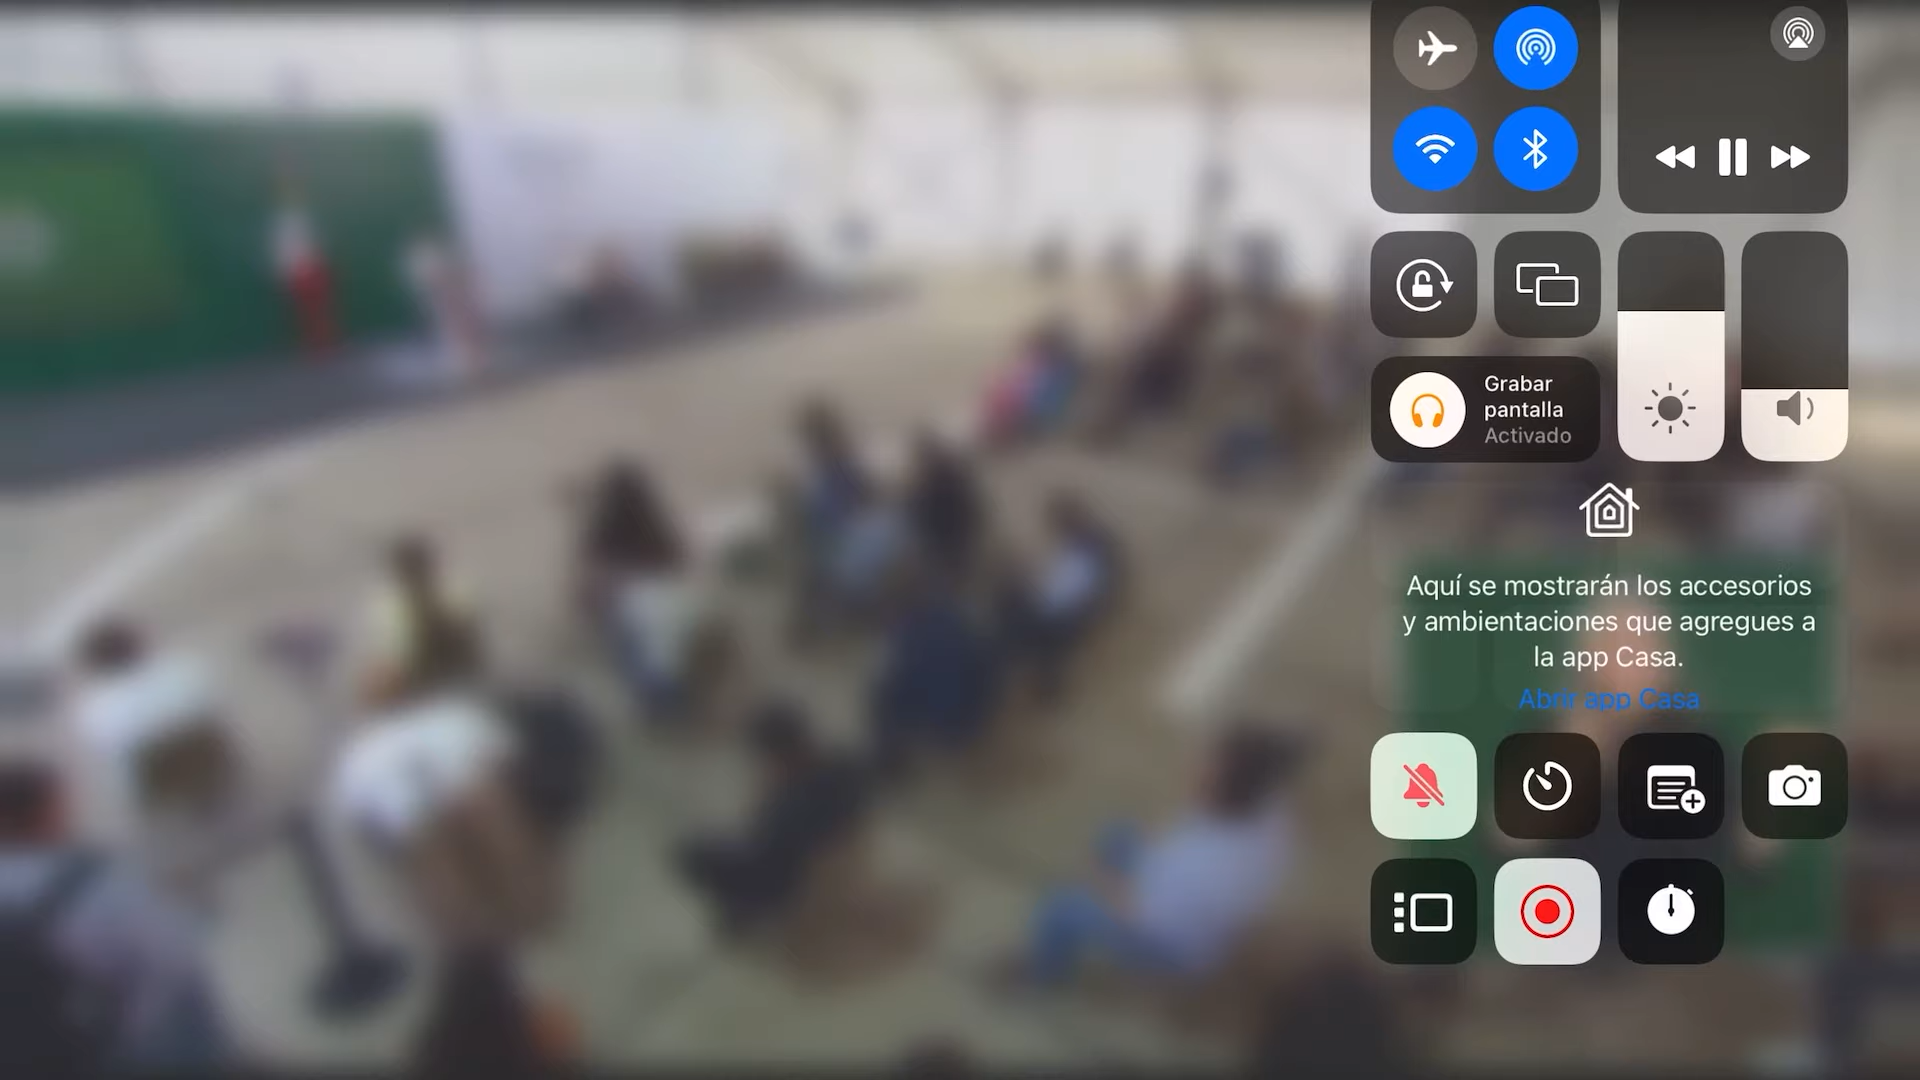 Grabar
pantalla
Activado
Aquí se mostrarán los accesorios
y ambientaciones que agregues a
la app Casa.
Abrir app Casa